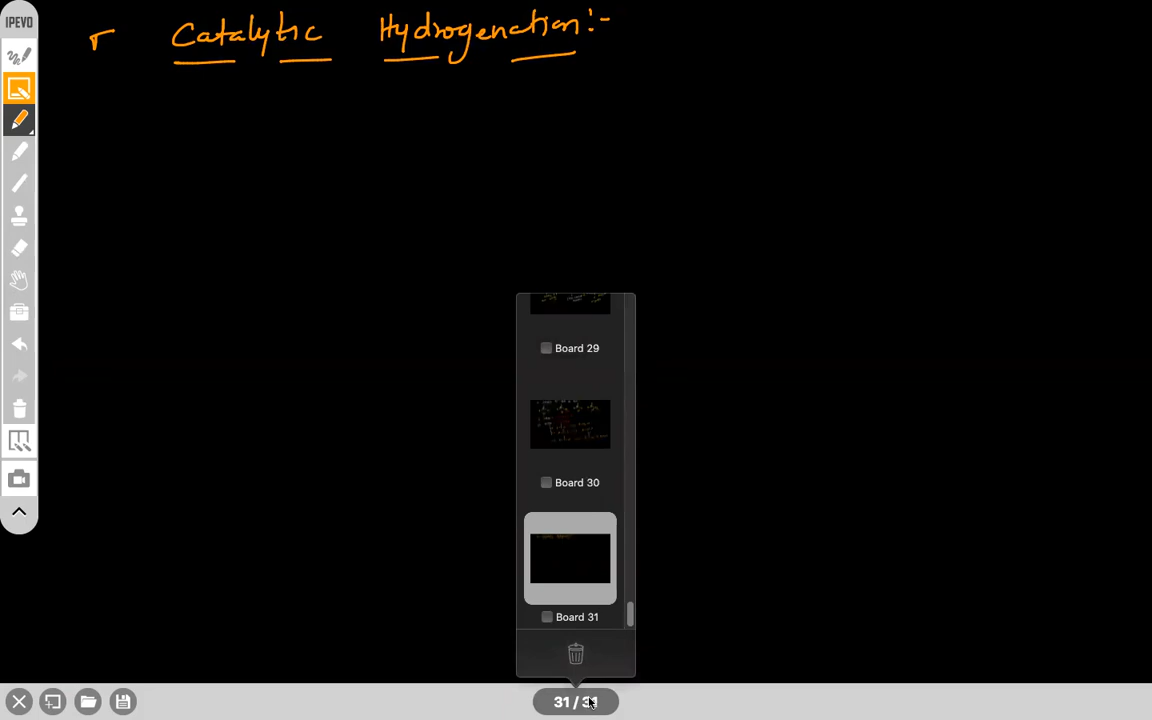 IPEVO
Catalytic Hydrogenation:-
Board 29
Board 30
Board 31
31 / 31